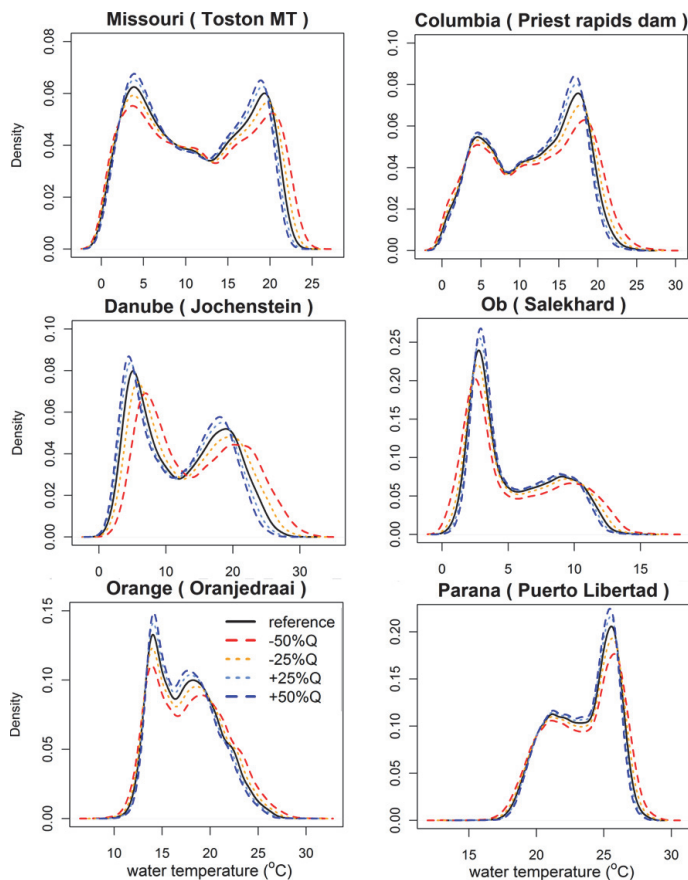 Missouri ( Toston MT)
Density
0.00 0.02 0.04 0.06 0.08
0 5 10 15 20 25
Columbia ( Priest rapids dam )
0.00 0.02 0.04 0.06 0.08 0.10
0 5 10 15 20 25 30
Danube ( Jochenstein )
Density
0.00 0.02 0.04 0.06 0.08 0.10
0 10 20 30
Ob ( Salekhard )
0.00 0.05 0.10 0.15 0.20 0.25
0 5 10 15
Orange ( Oranjedraai)
Density
0.00 0.05 0.10 0.15
reference
-50%Q
-25%Q
+25%Q
+50%Q
10 15 20 25 30
water temperature (°C)
Parana ( Puerto Libertad )
0.00 0.05 0.10 0.15 0.20
15 20 25 30
water temperature (°C)